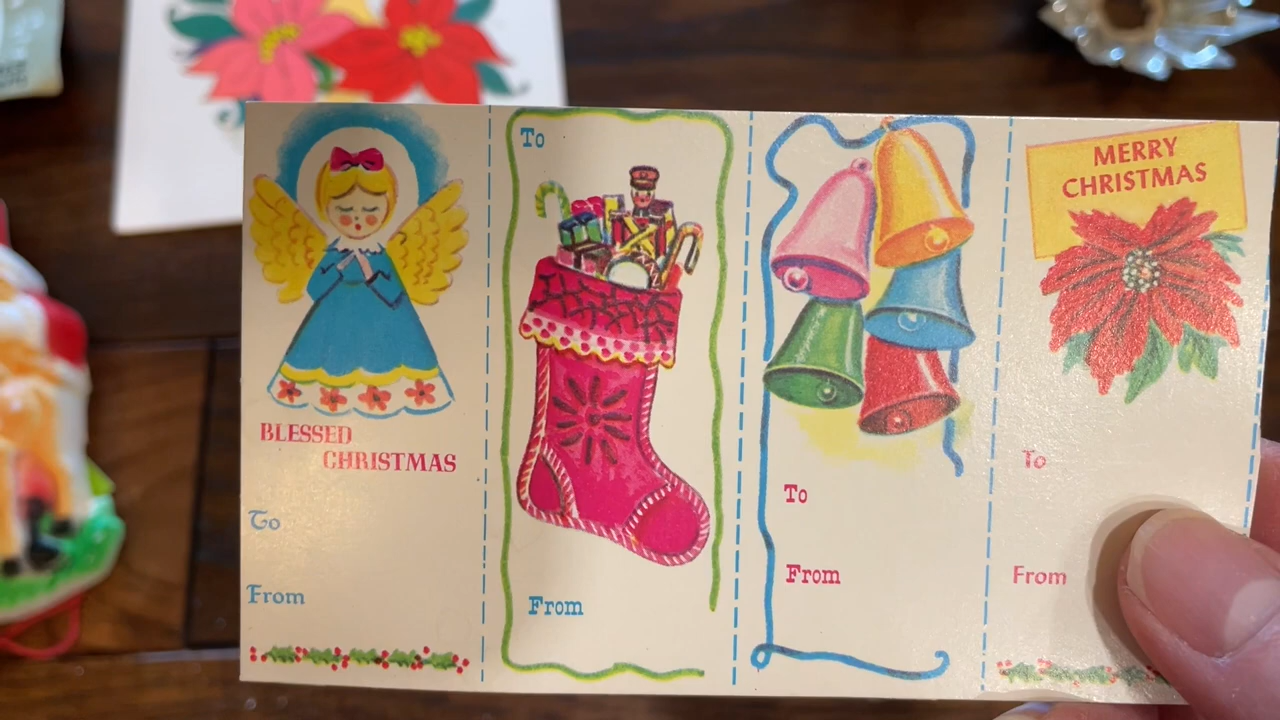 BLESSED
CHRISTMAS
To
From
To
From
To
From
MERRY
CHRISTMAS
To
From